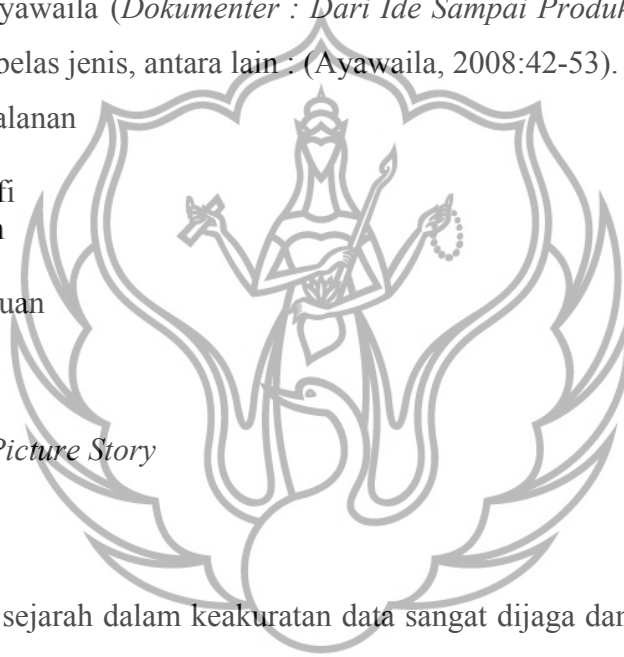 yawaila (Dokumenter : Dari Ide Sampai Produk
belas jenis, antara lain : (Ayawaila, 2008:42-53).
alanan
fi
n
uan
Picture Story
sejarah dalam keakuratan data sangat dijaga dan